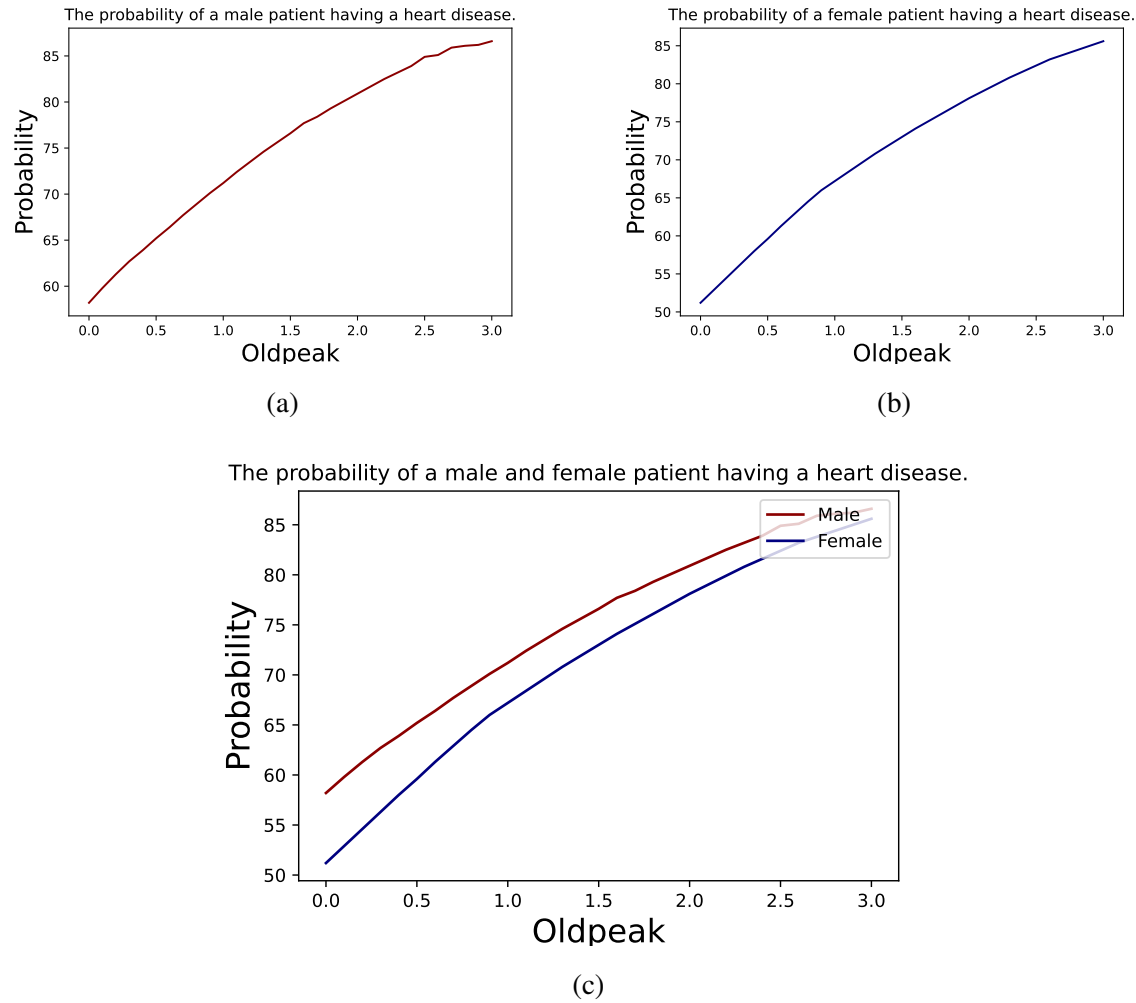 The probability of a male patient having a heart disease.
85
80
75
70
65
60
Probability
0.0 0.5 1.0 1.5 2.0 2.5 3.0
Oldpeak
(a)
The probability of a female patient having a heart disease.
85
80
75
70
65
60
55
50
Probability
0.0 0.5 1.0 1.5 2.0 2.5 3.0
Oldpeak
(b)
The probability of a male and female patient having a heart disease.
Male
Female
85
80
75
70
65
60
55
50
Probability
0.0 0.5 1.0 1.5 2.0 2.5 3.0
Oldpeak
(c)